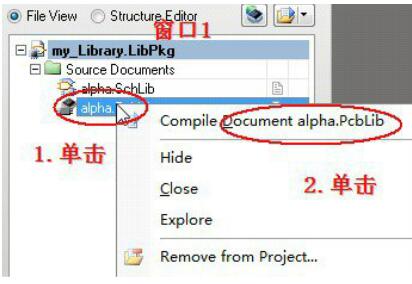 File View Structure Editor
窗口1
my_Library.LibPkg
Source Documents
alpha.SchLib
alpha
Compile Document alpha.PcbLib
1.单击
Hide
2.单击
Close
Explore
Remove from Project...